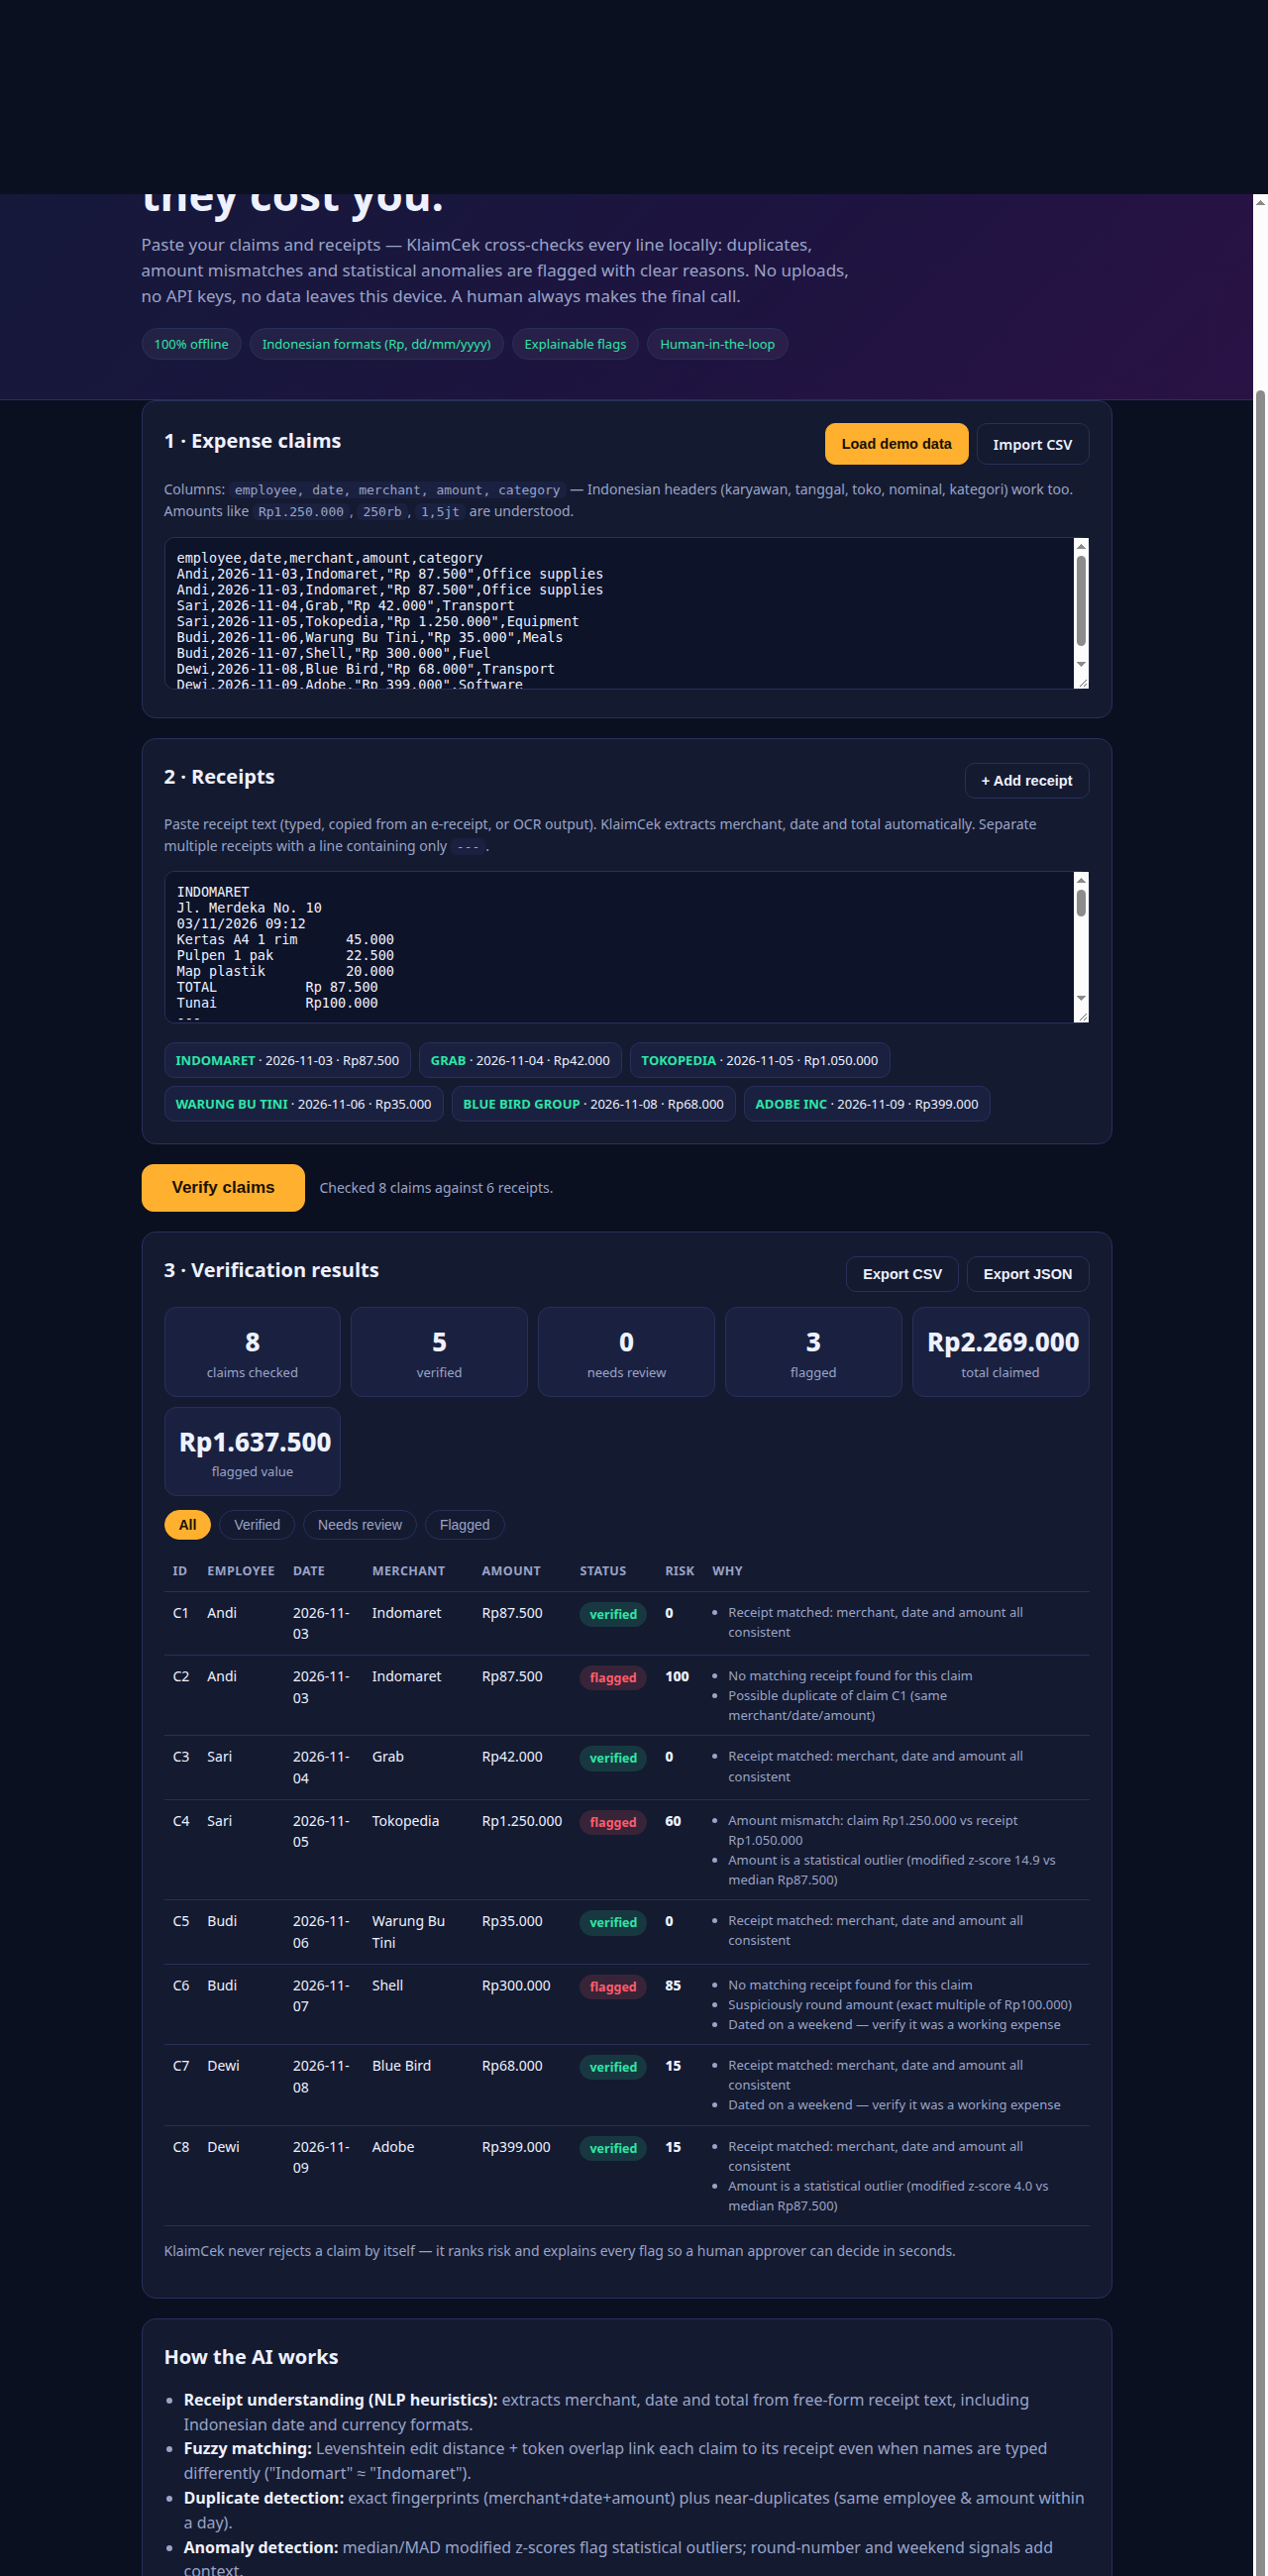 they cost you.
Paste your claims and receipts — KlaimCek cross-checks every line locally: duplicates,
amount mismatches and statistical anomalies are flagged with clear reasons. No uploads,
no API keys, no data leaves this device. A human always makes the final call.
100% offline
Indonesian formats (Rp, dd/mm/yyyy)
Explainable flags
Human-in-the-loop
1 · Expense claims
Load demo data
Import CSV
Columns: employee, date, merchant, amount, category — Indonesian headers (karyawan, tanggal, toko, nominal, kategori) work too.
Amounts like Rp1.250.000, 250rb, 1,5jt are understood.
employee,date,merchant,amount,category
Andi,2026-11-03,Indomaret,"Rp 87.500",Office supplies
Andi,2026-11-03,Indomaret,"Rp 87.500",Office supplies
Sari,2026-11-04,Grab,"Rp 42.000",Transport
Sari,2026-11-05,Tokopedia,"Rp 1.250.000",Equipment
Budi,2026-11-06,Warung Bu Tini,"Rp 35.000",Meals
Budi,2026-11-07,Shell,"Rp 300.000",Fuel
Dewi,2026-11-08,Blue Bird,"Rp 68.000",Transport
Dewi,2026-11-09,Adobe,"Rp 399.000",Software
2 · Receipts
+ Add receipt
Paste receipt text (typed, copied from an e-receipt, or OCR output). KlaimCek extracts merchant, date and total automatically. Separate
multiple receipts with a line containing only ---.
INDOMARET
Jl. Merdeka No. 10
03/11/2026 09:12
Kertas A4 1 rim 45.000
Pulpen 1 pak 22.500
Map plastik 20.000
TOTAL Rp 87.500
Tunai Rp100.000
---
INDOMARET · 2026-11-03 · Rp87.500
GRAB · 2026-11-04 · Rp42.000
TOKOPEDIA · 2026-11-05 · Rp1.050.000
WARUNG BU TINI · 2026-11-06 · Rp35.000
BLUE BIRD GROUP · 2026-11-08 · Rp68.000
ADOBE INC · 2026-11-09 · Rp399.000
Verify claims
Checked 8 claims against 6 receipts.
3 · Verification results
Export CSV
Export JSON
8
claims checked
5
verified
0
needs review
3
flagged
Rp2.269.000
total claimed
Rp1.637.500
flagged value
All
Verified
Needs review
Flagged
ID EMPLOYEE DATE MERCHANT AMOUNT STATUS RISK WHY
C1 Andi 2026-11- Indomaret Rp87.500 verified 0 Receipt matched: merchant, date and amount all
03 consistent
C2 Andi 2026-11- Indomaret Rp87.500 flagged 100 No matching receipt found for this claim
03 Possible duplicate of claim C1 (same
merchant/date/amount)
C3 Sari 2026-11- Grab Rp42.000 verified 0 Receipt matched: merchant, date and amount all
04 consistent
C4 Sari 2026-11- Tokopedia Rp1.250.000 flagged 60 Amount mismatch: claim Rp1.250.000 vs receipt
05 Rp1.050.000
Amount is a statistical outlier (modified z-score 14.9 vs
median Rp87.500)
C5 Budi 2026-11- Warung Bu Rp35.000 verified 0 Receipt matched: merchant, date and amount all
06 Tini consistent
C6 Budi 2026-11- Shell Rp300.000 flagged 85 No matching receipt found for this claim
07 Suspiciously round amount (exact multiple of Rp100.000)
Dated on a weekend — verify it was a working expense
C7 Dewi 2026-11- Blue Bird Rp68.000 verified 15 Receipt matched: merchant, date and amount all
08 consistent
Dated on a weekend — verify it was a working expense
C8 Dewi 2026-11- Adobe Rp399.000 verified 15 Receipt matched: merchant, date and amount all
09 consistent
Amount is a statistical outlier (modified z-score 4.0 vs
median Rp87.500)
KlaimCek never rejects a claim by itself — it ranks risk and explains every flag so a human approver can decide in seconds.
How the AI works
Receipt understanding (NLP heuristics): extracts merchant, date and total from free-form receipt text, including
Indonesian date and currency formats.
Fuzzy matching: Levenshtein edit distance + token overlap link each claim to its receipt even when names are typed
differently ("Indomart" ≈ "Indomaret").
Duplicate detection: exact fingerprints (merchant+date+amount) plus near-duplicates (same employee & amount within
a day).
Anomaly detection: median/MAD modified z-scores flag statistical outliers; round-number and weekend signals add
context.